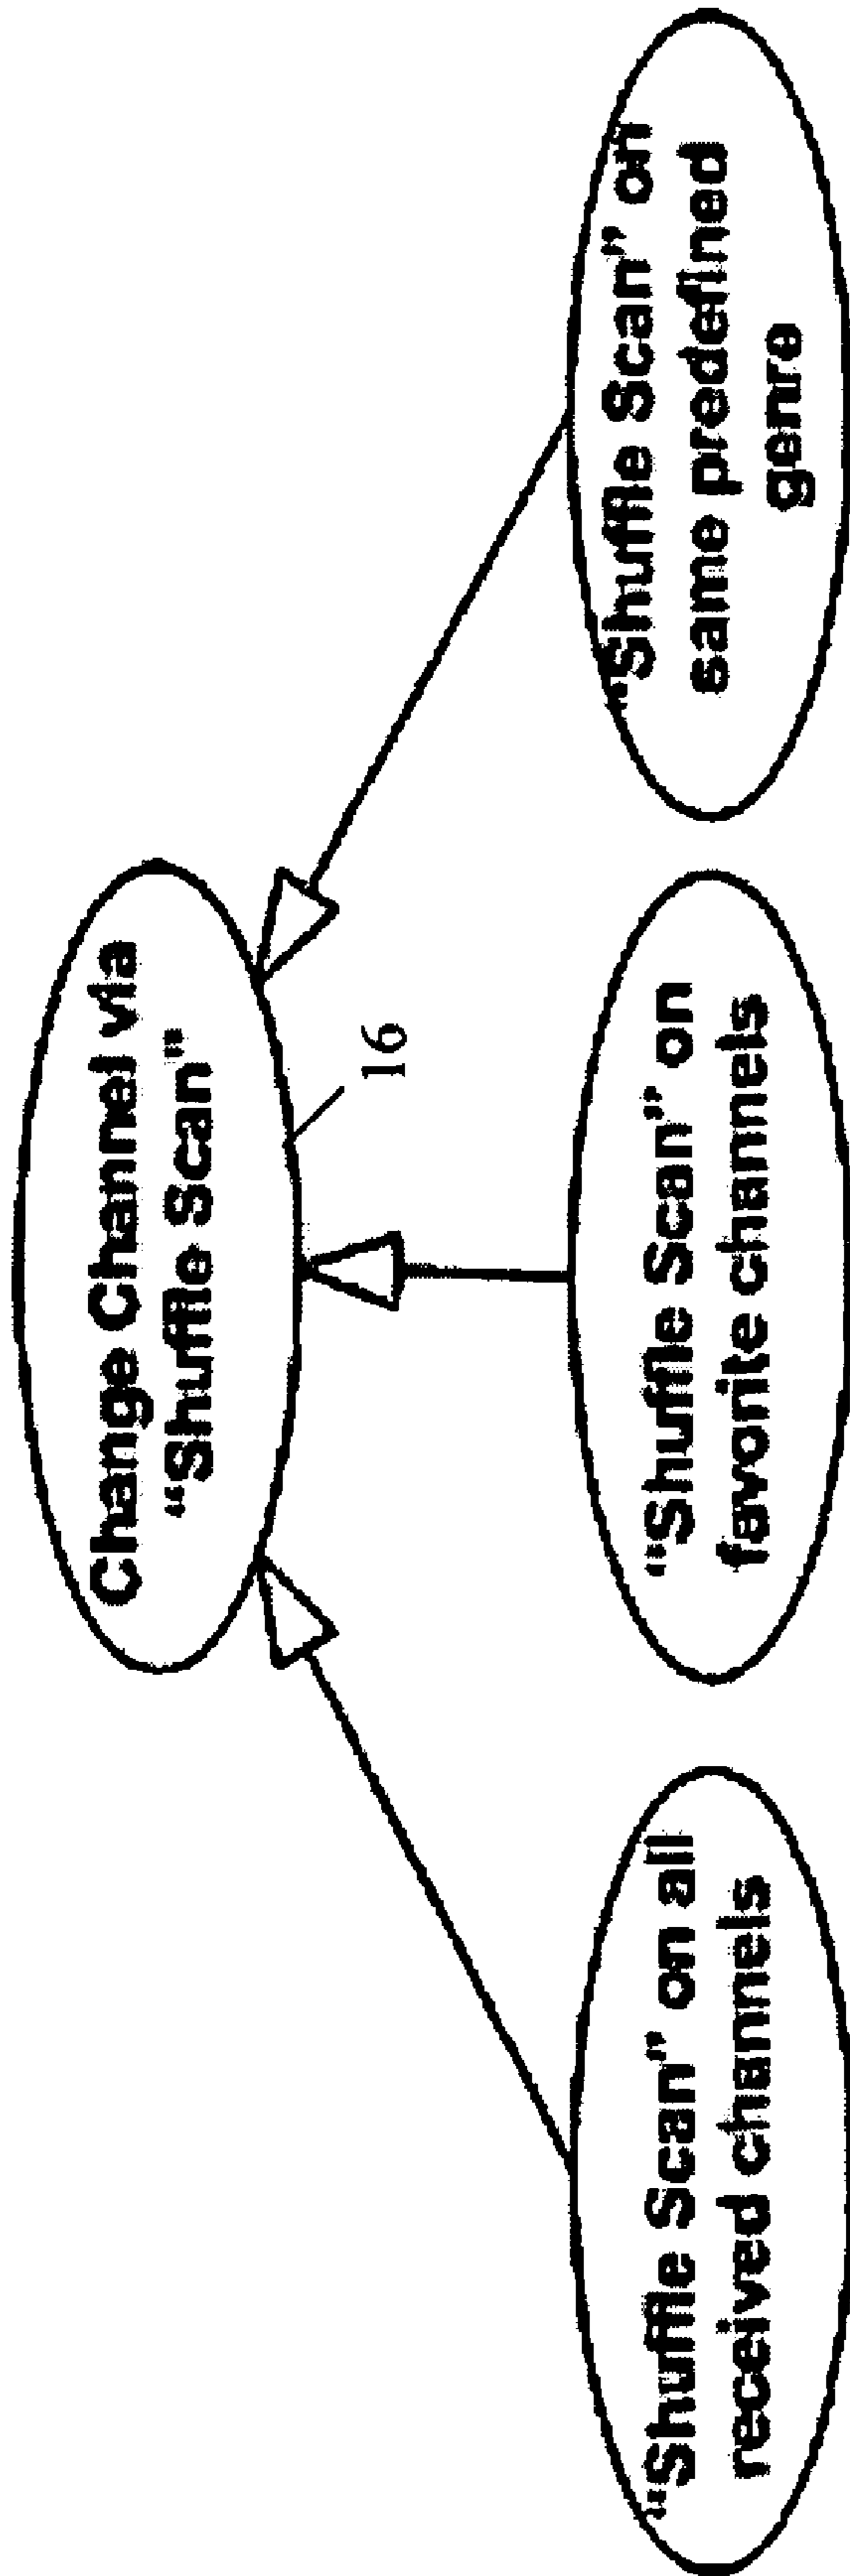 Change Channel via
“Shuffle Scan”
16
“Shuffle Scan” on all
received channels
“Shuffle Scan” on
favorite channels
“Shuffle Scan” on
same predefined
genre